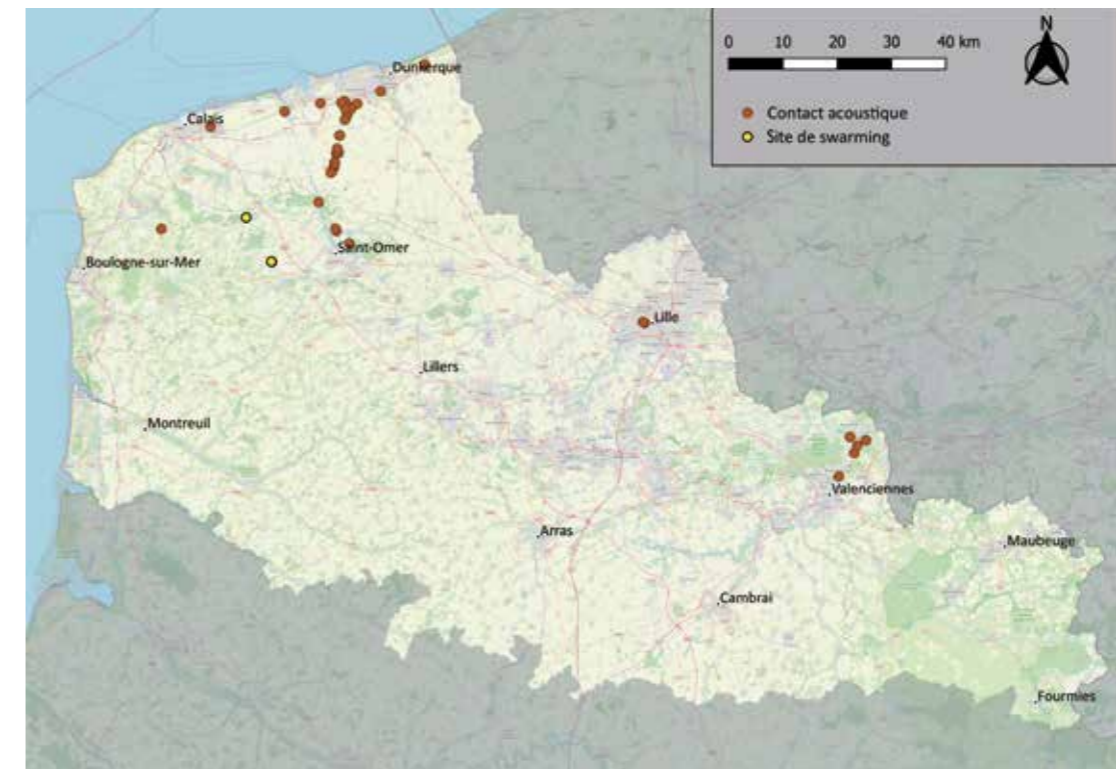 N
0 10 20 30 40 km
Contact acoustique
Site de swarming
Dunkerque
Calais
Saint-Omer
Boulogne-sur-Mer
Lille
Lillers
Montreuil
Valenciennes
Arras
Maubeuge
Cambrai
Fourmies